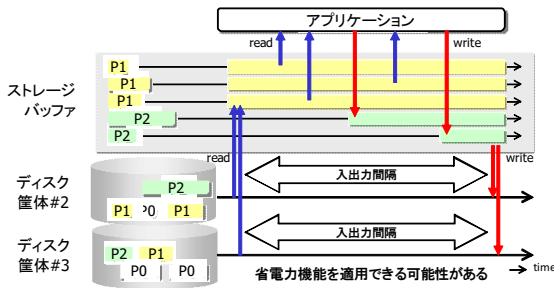 アプリケーション
read
write
P1
P1
P1
P2
P2
ストレージ
バッファ
read
write
入出力間隔
ディスク
筐体#2
P2
P1 P0 P1
入出力間隔
ディスク
筐体#3
P2 P1
P0 P0
省電力機能を適用できる可能性がある
time